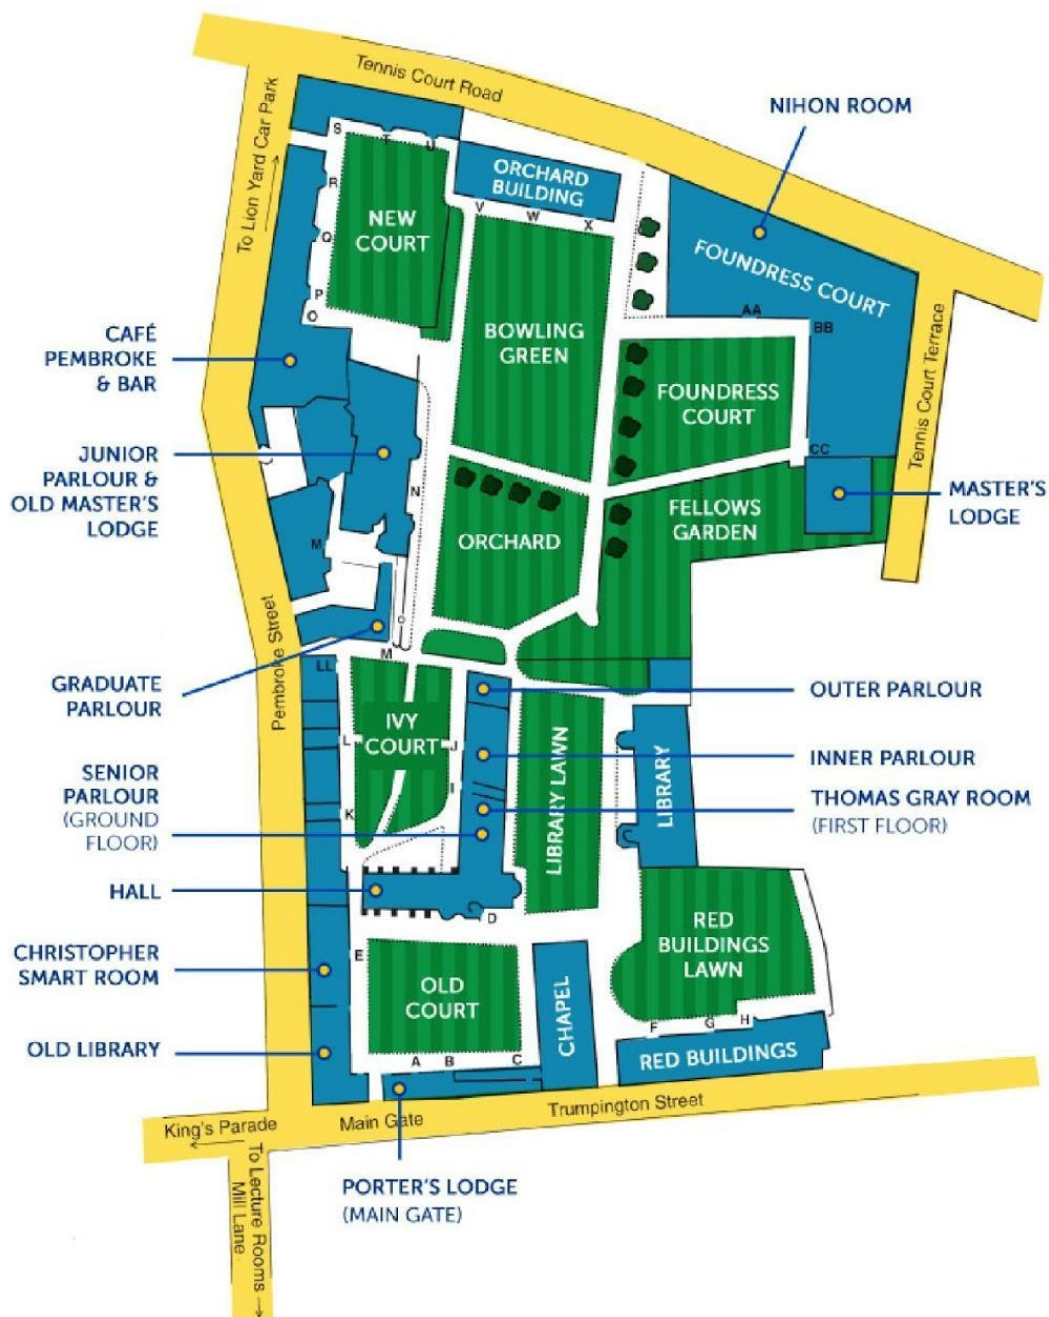 Tennis Court Road
To Lion Yard Car Park
NIHON ROOM
S
T
U
ORCHARD
BUILDING
R
V
W
X
NEW
COURT
Q
FOUNDRESS COURT
P
O
AA
BB
CAFÉ
PEMBROKE
& BAR
BOWLING
GREEN
Tennis Court Terrace
FOUNDRESS
COURT
JUNIOR
PARLOUR &
OLD MASTER'S
LODGE
CC
N
MASTER'S
LODGE
FELLOWS
GARDEN
ORCHARD
M
Pembroke Street
GRADUATE
PARLOUR
M
LL
OUTER PARLOUR
IVY
COURT
L
J
INNER PARLOUR
SENIOR
PARLOUR
(GROUND
FLOOR)
I
K
THOMAS GRAY ROOM
(FIRST FLOOR)
LIBRARY LAWN
LIBRARY
HALL
D
RED
BUILDINGS
LAWN
CHRISTOPHER
SMART ROOM
E
OLD
COURT
CHAPEL
OLD LIBRARY
A
B
C
F
G
H
RED BUILDINGS
King's Parade
Main Gate
Trumpington Street
To Lecture Rooms
Mill Lane
PORTER'S LODGE
(MAIN GATE)